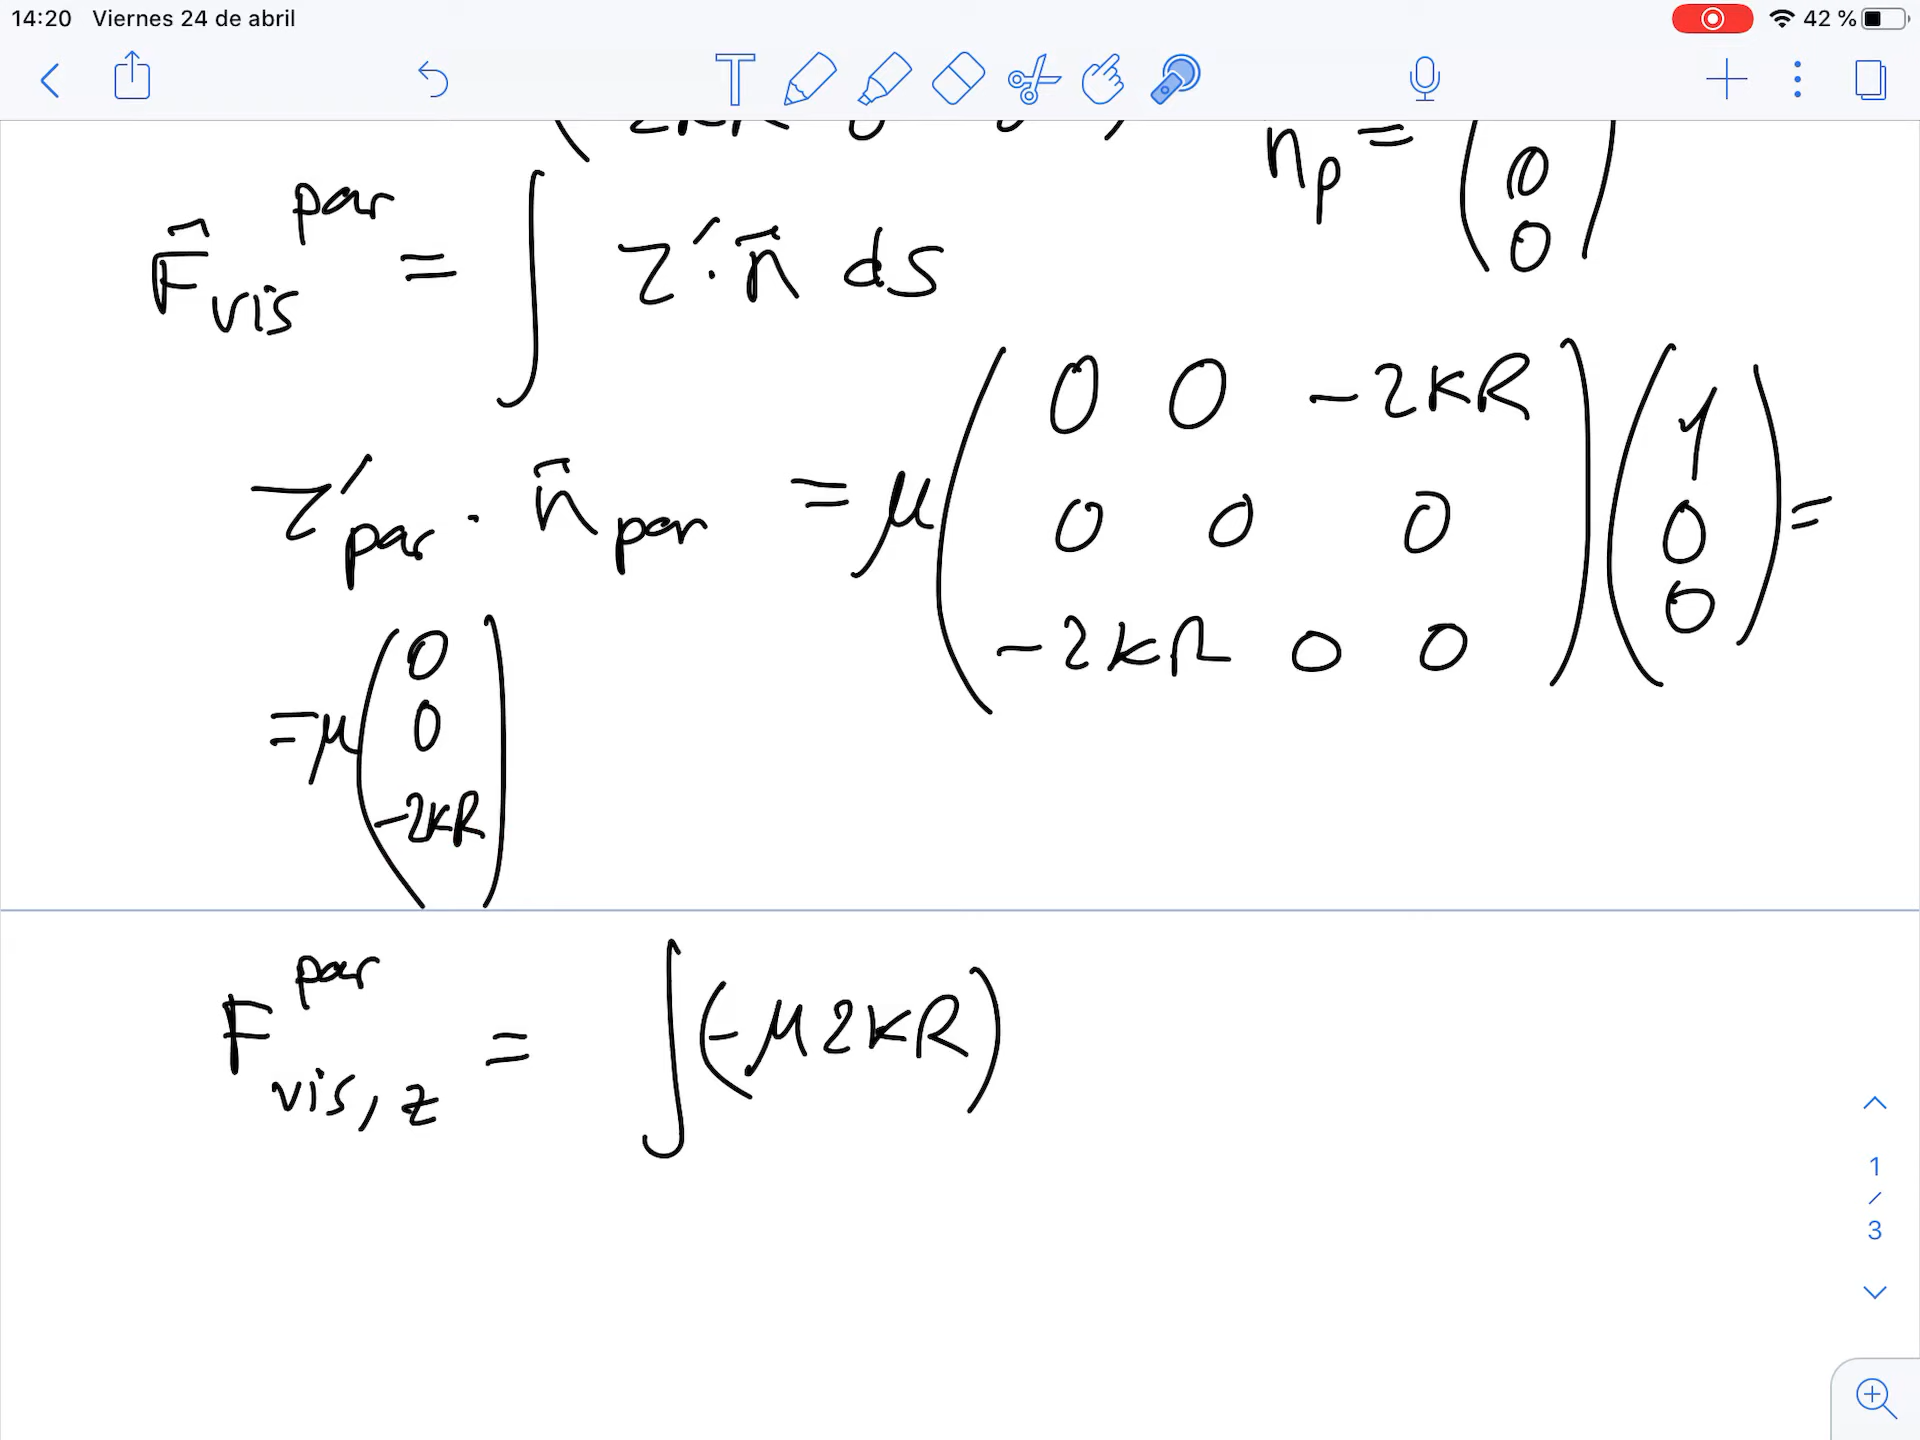 14:20 Viernes 24 de abril 42 %
n_p = ( 0 0 )
F̄_vis^par = ∫ τ′·n̄ ds
τ′_par · n̄_par = μ ( 0 0 -2KR
0 0 0
-2KR 0 0 ) ( 1 0 0 ) =
= μ ( 0 0 -2KR )
F_vis,z^par = ∫ (-μ2KR)
1
/
3